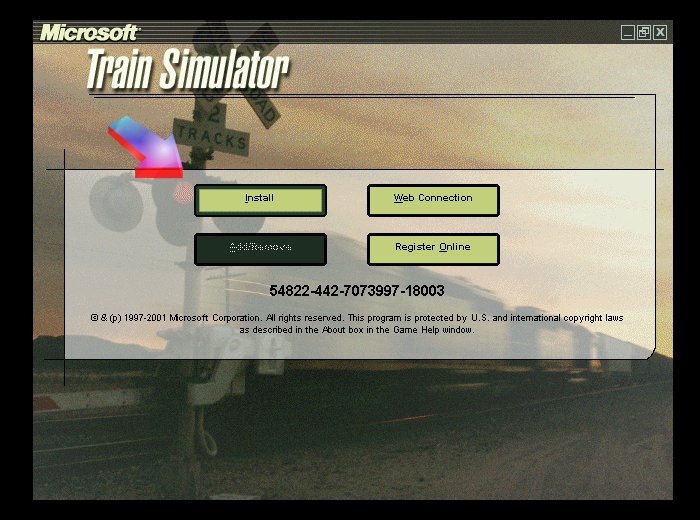 Microsoft
Train Simulator
ROAD
2
TRACKS
Install
Web Connection
Add/Remove
Register Online
54822-442-7073997-18003
© & (p) 1997-2001 Microsoft Corporation. All rights reserved. This program is protected by U.S. and international copyright laws
as described in the About box in the Game Help window.